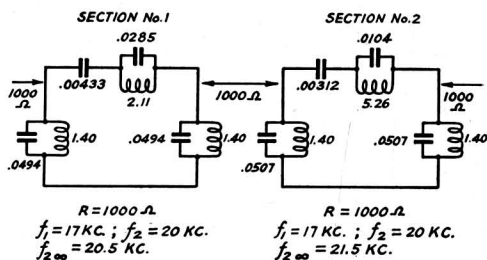 SECTION No.1
SECTION No.2
.0285
.0104
.00433
.00312
2.11
5.26
1000 Ω
1000 Ω
1000 Ω
1.40
1.40
1.40
1.40
.0494
.0494
.0507
.0507
R = 1000 Ω
f1 = 17 KC. ; f2 = 20 KC.
f2∞ = 20.5 KC.
R = 1000 Ω
f1 = 17 KC. ; f2 = 20 KC.
f2∞ = 21.5 KC.